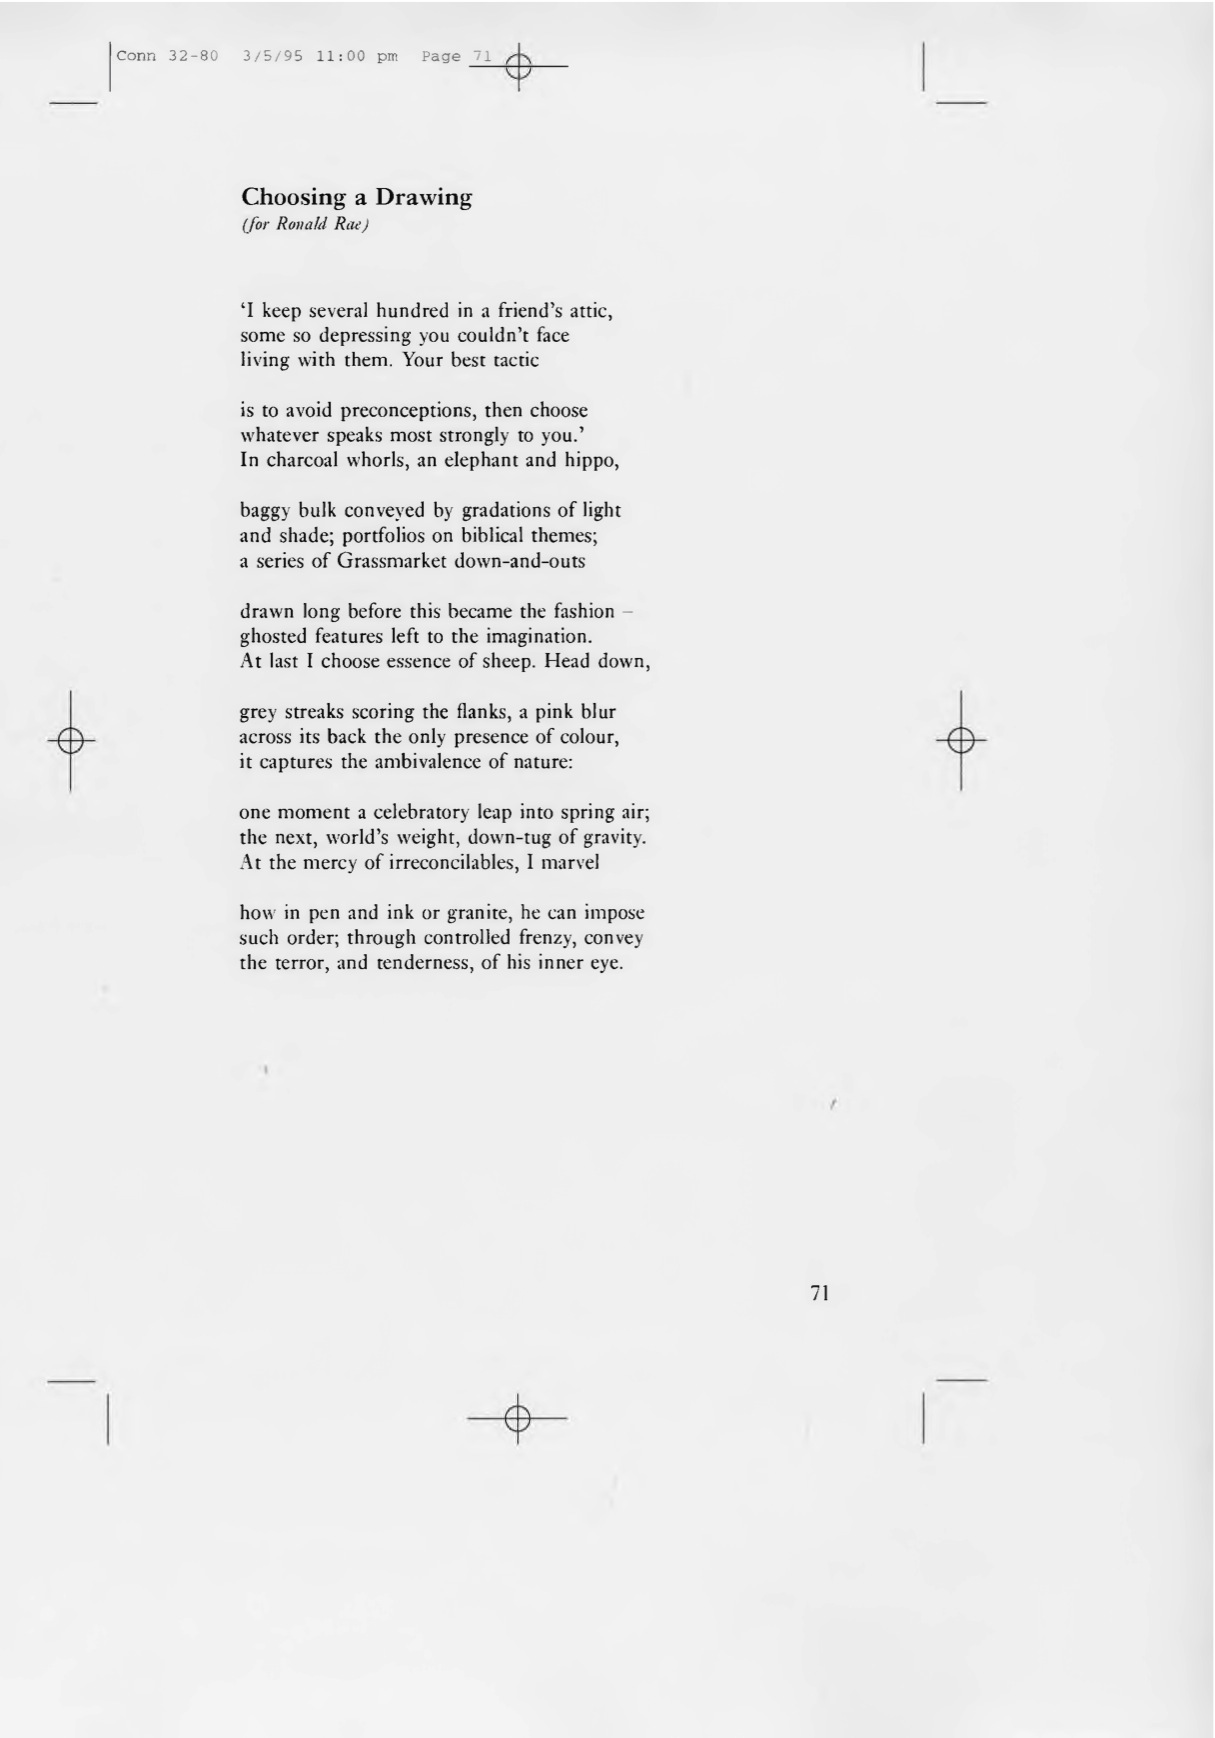 Conn 32-80 3/5/95 11:00 pm Page 71
Choosing a Drawing
(for Ronald Rae)
‘I keep several hundred in a friend’s attic,
some so depressing you couldn’t face
living with them. Your best tactic
is to avoid preconceptions, then choose
whatever speaks most strongly to you.’
In charcoal whorls, an elephant and hippo,
baggy bulk conveyed by gradations of light
and shade; portfolios on biblical themes;
a series of Grassmarket down-and-outs
drawn long before this became the fashion –
ghosted features left to the imagination.
At last I choose essence of sheep. Head down,
grey streaks scoring the flanks, a pink blur
across its back the only presence of colour,
it captures the ambivalence of nature:
one moment a celebratory leap into spring air;
the next, world’s weight, down-tug of gravity.
At the mercy of irreconcilables, I marvel
how in pen and ink or granite, he can impose
such order; through controlled frenzy, convey
the terror, and tenderness, of his inner eye.
71